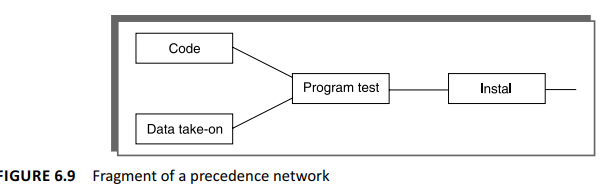 Code
Program test
Instal
Data take-on
FIGURE 6.9 Fragment of a precedence network